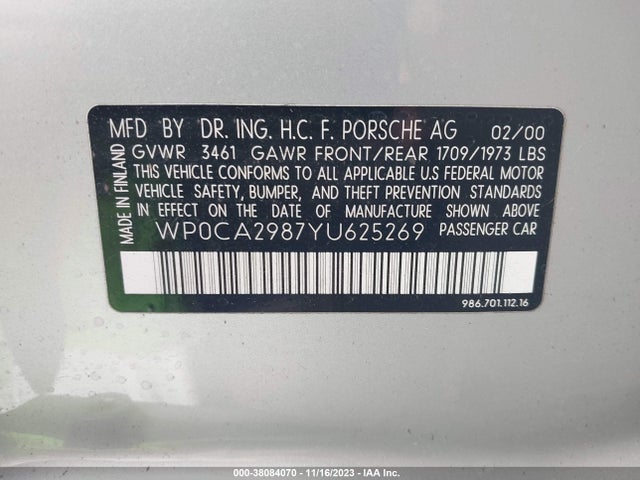 MADE IN FINLAND
MFD BY DR. ING. H.C. F. PORSCHE AG 02/00
GVWR 3461 GAWR FRONT/REAR 1709/1973 LBS
THIS VEHICLE CONFORMS TO ALL APPLICABLE U.S FEDERAL MOTOR
VEHICLE SAFETY, BUMPER, AND THEFT PREVENTION STANDARDS
IN EFFECT ON THE DATE OF MANUFACTURE SHOWN ABOVE.
WP0CA2987YU625269 PASSENGER CAR
986.701.112.16
000-38084070 - 11/16/2023 - IAA Inc.